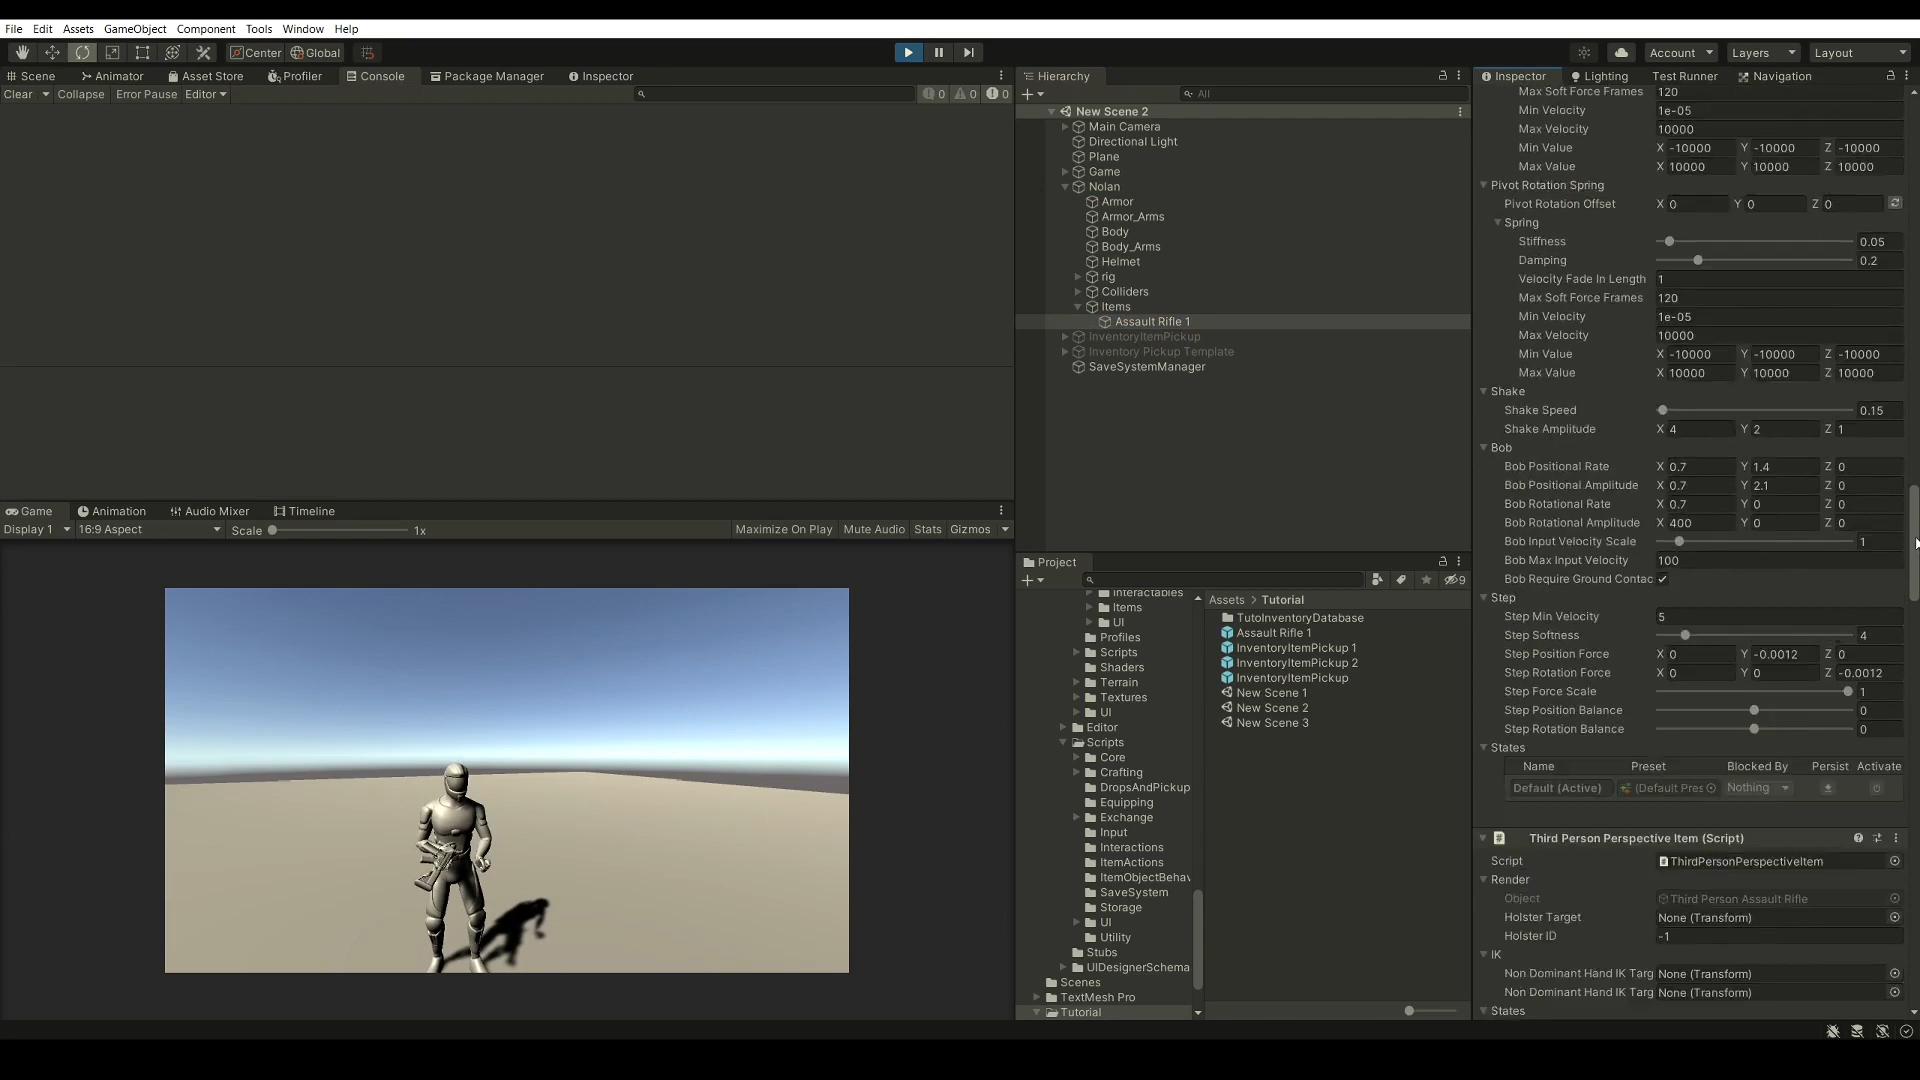 File Edit Assets GameObject Component Tools Window Help
Center Global Account Layers Layout
Scene Animator Asset Store Profiler Console Package Manager Inspector
Clear Collapse Error Pause Editor 0 0 0
Hierarchy
All
New Scene 2
Main Camera
Directional Light
Plane
Game
Nolan
Armor
Armor_Arms
Body
Body_Arms
Helmet
rig
Colliders
Items
Assault Rifle 1
InventoryItemPickup
Inventory Pickup Template
SaveSystemManager
Game Animation Audio Mixer Timeline
Display 1 16:9 Aspect Scale 1x Maximize On Play Mute Audio Stats Gizmos
Project
9
Interactables
Items
UI
Profiles
Scripts
Shaders
Terrain
Textures
UI
Editor
Scripts
Core
Crafting
DropsAndPickup
Equipping
Exchange
Input
Interactions
ItemActions
ItemObjectBehav
SaveSystem
Storage
UI
Utility
Stubs
UIDesignerSchema
Scenes
TextMesh Pro
Tutorial
Assets > Tutorial
TutoInventoryDatabase
Assault Rifle 1
InventoryItemPickup 1
InventoryItemPickup 2
InventoryItemPickup
New Scene 1
New Scene 2
New Scene 3
Inspector Lighting Test Runner Navigation
Max Soft Force Frames 120
Min Velocity 1e-05
Max Velocity 10000
Min Value X -10000 Y -10000 Z -10000
Max Value X 10000 Y 10000 Z 10000
Pivot Rotation Spring
Pivot Rotation Offset X 0 Y 0 Z 0
Spring
Stiffness 0.05
Damping 0.2
Velocity Fade In Length 1
Max Soft Force Frames 120
Min Velocity 1e-05
Max Velocity 10000
Min Value X -10000 Y -10000 Z -10000
Max Value X 10000 Y 10000 Z 10000
Shake
Shake Speed 0.15
Shake Amplitude X 4 Y 2 Z 1
Bob
Bob Positional Rate X 0.7 Y 1.4 Z 0
Bob Positional Amplitude X 0.7 Y 2.1 Z 0
Bob Rotational Rate X 0.7 Y 0 Z 0
Bob Rotational Amplitude X 400 Y 0 Z 0
Bob Input Velocity Scale 1
Bob Max Input Velocity 100
Bob Require Ground Contac
Step
Step Min Velocity 5
Step Softness 4
Step Position Force X 0 Y -0.0012 Z 0
Step Rotation Force X 0 Y 0 Z -0.0012
Step Force Scale 1
Step Position Balance 0
Step Rotation Balance 0
States
Name Preset Blocked By Persist Activate
Default (Active) (Default Pres Nothing
Third Person Perspective Item (Script)
Script ThirdPersonPerspectiveItem
Render
Object Third Person Assault Rifle
Holster Target None (Transform)
Holster ID -1
IK
Non Dominant Hand IK Targ None (Transform)
Non Dominant Hand IK Targ None (Transform)
States